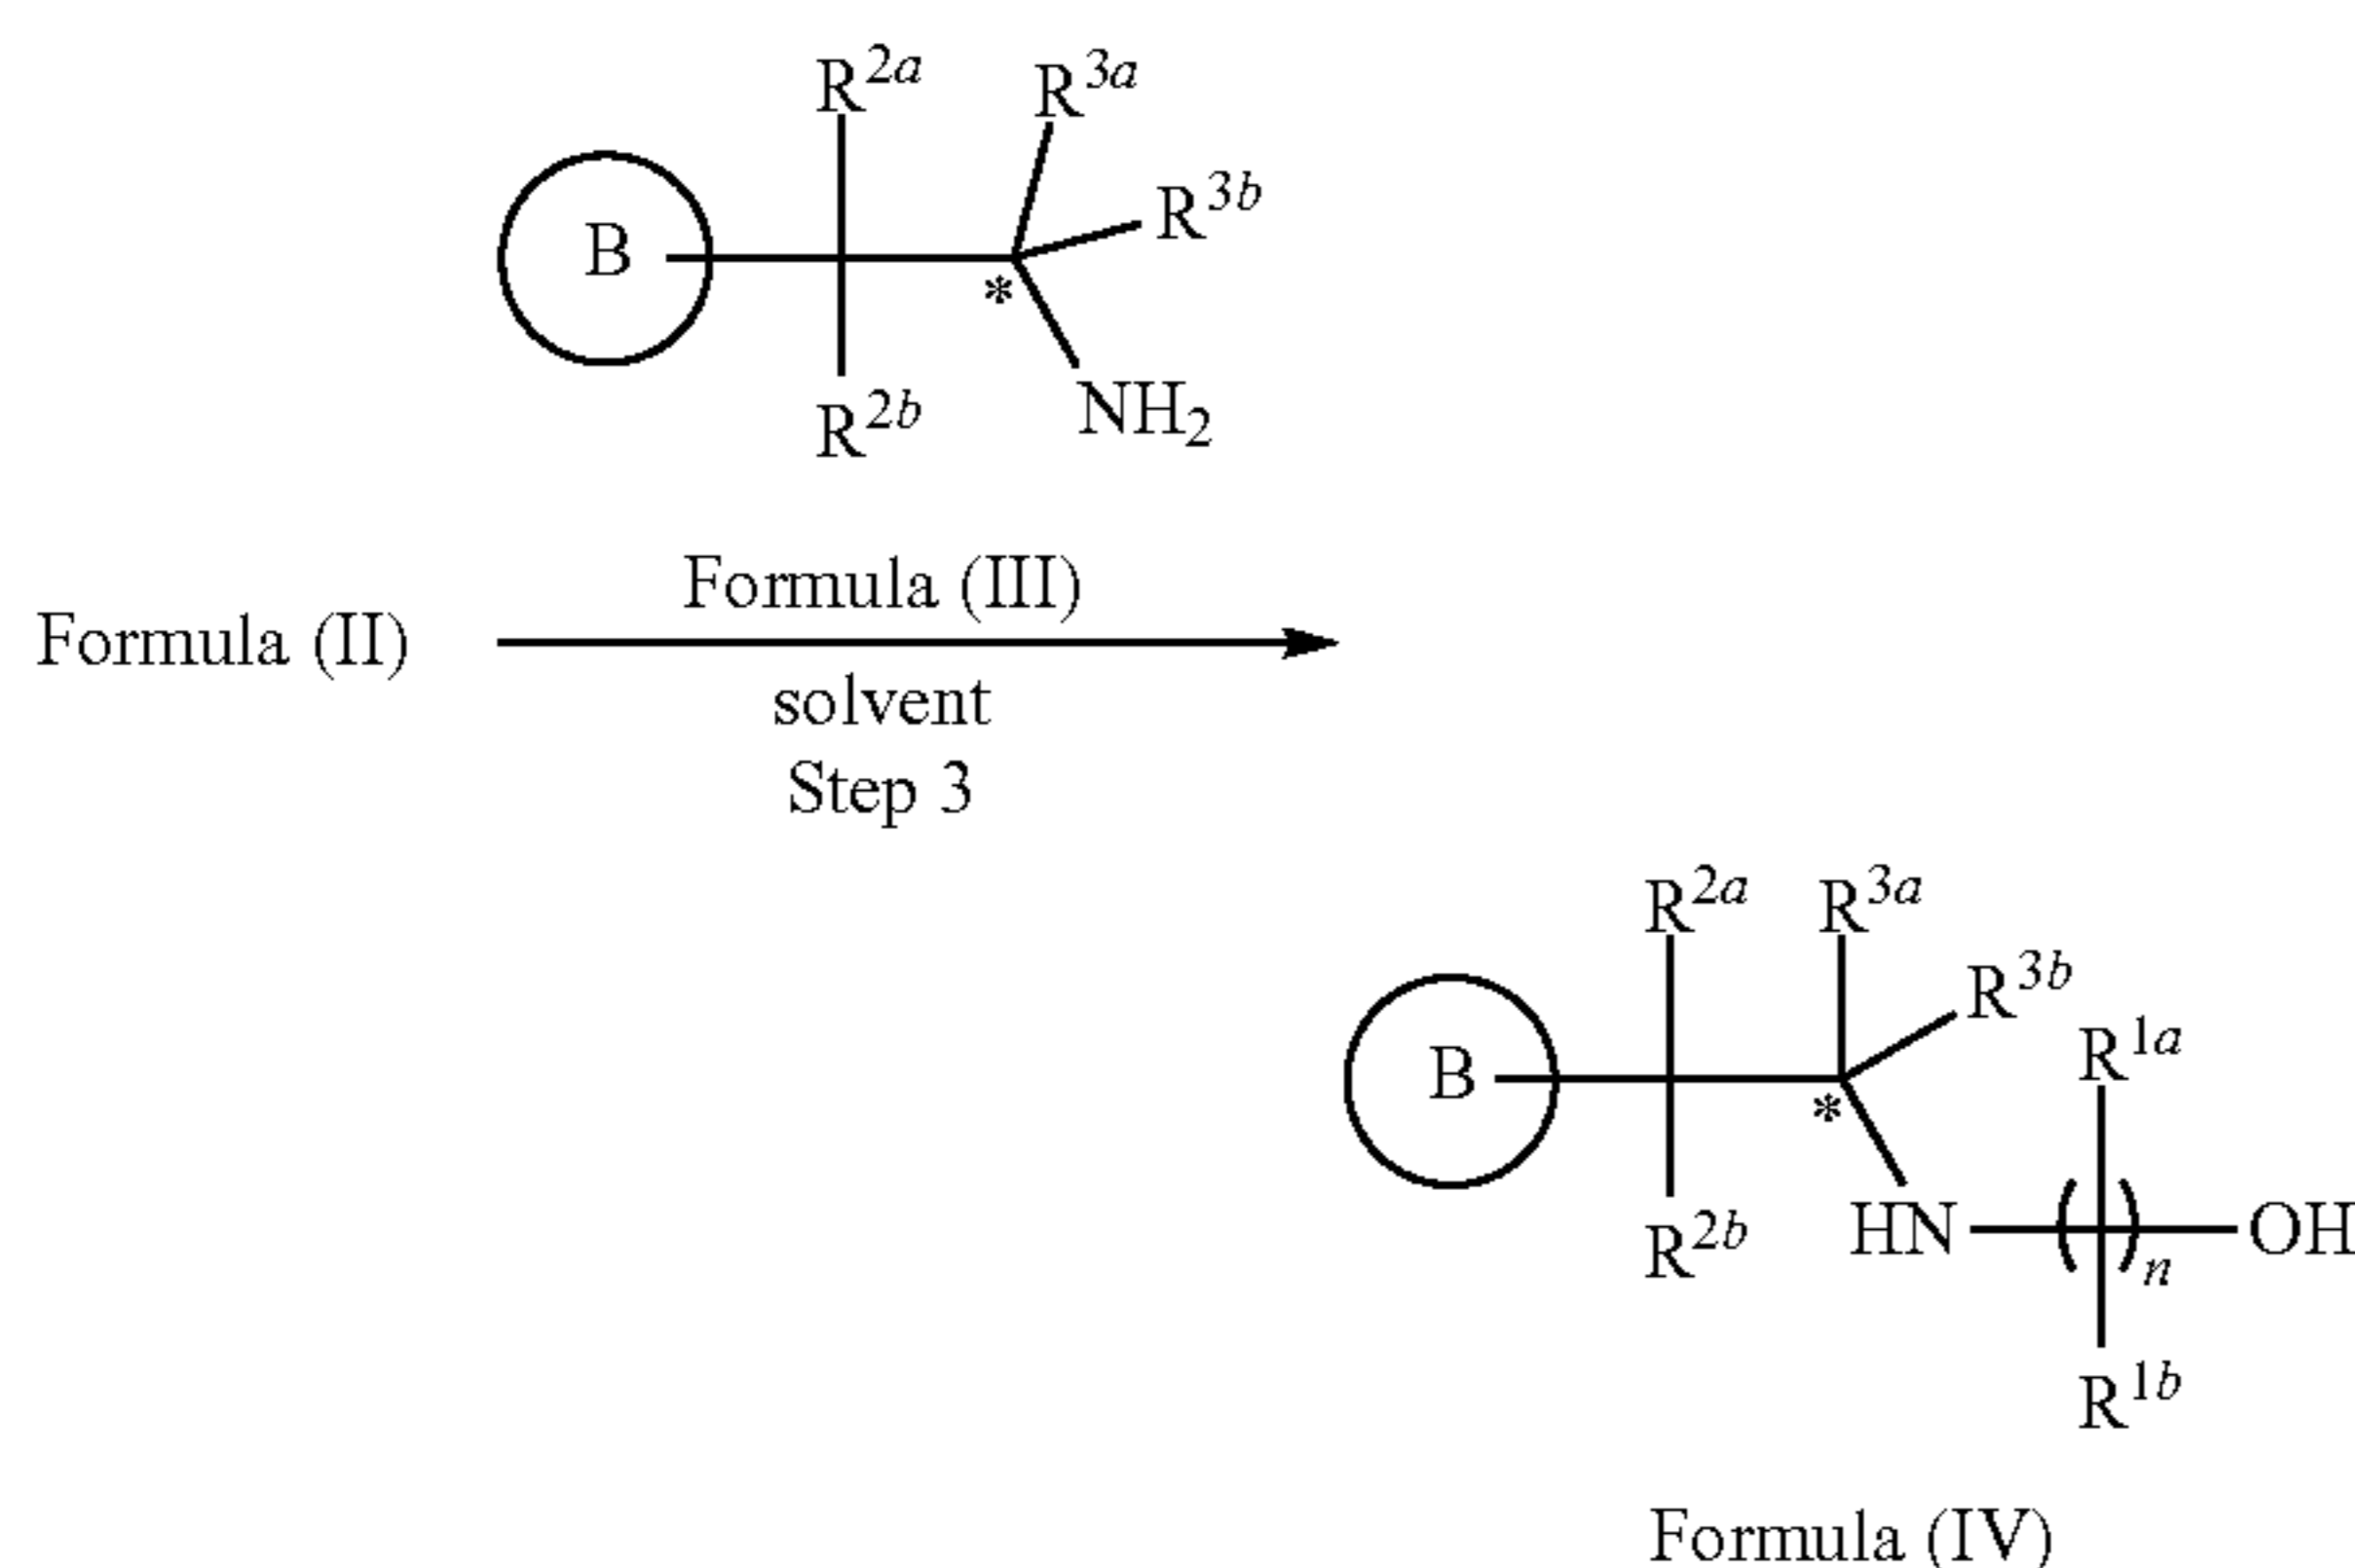 R2a R3a
B R3b
*
R2b NH2
Formula (III)
Formula (II)
solvent
Step 3
R2a R3a
R3b
R1a
B
*
R2b HN ( )n OH
R1b
Formula (IV)